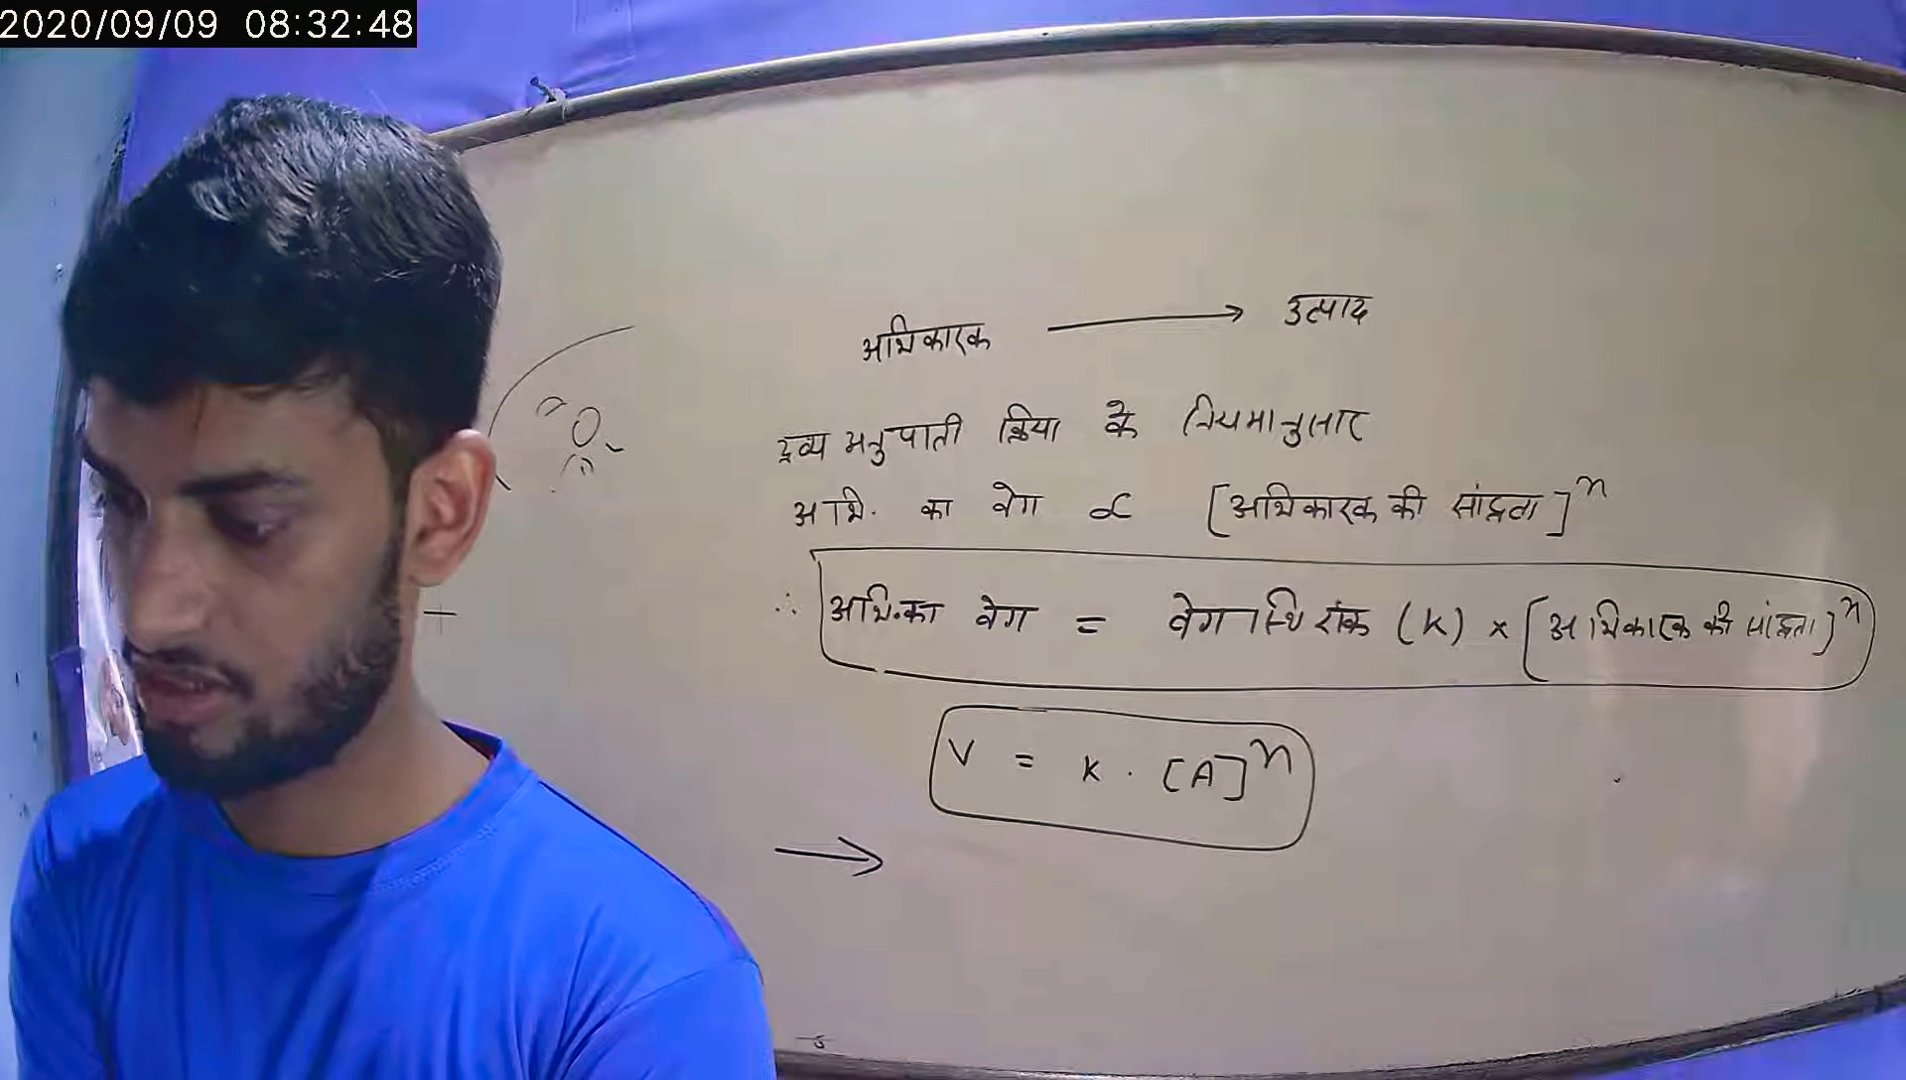 2020/09/09 08:32:48
अभिकारक ⟶ उत्पाद
द्रव्य अनुपाती क्रिया के नियमानुसार
अभि. का वेग ∝ [अभिकारक की सांद्रता]ⁿ
∴ अभि.का वेग = वेग स्थिरांक (k) × [अभिकारक की सांद्रता]ⁿ
V = K · [A]ⁿ
→